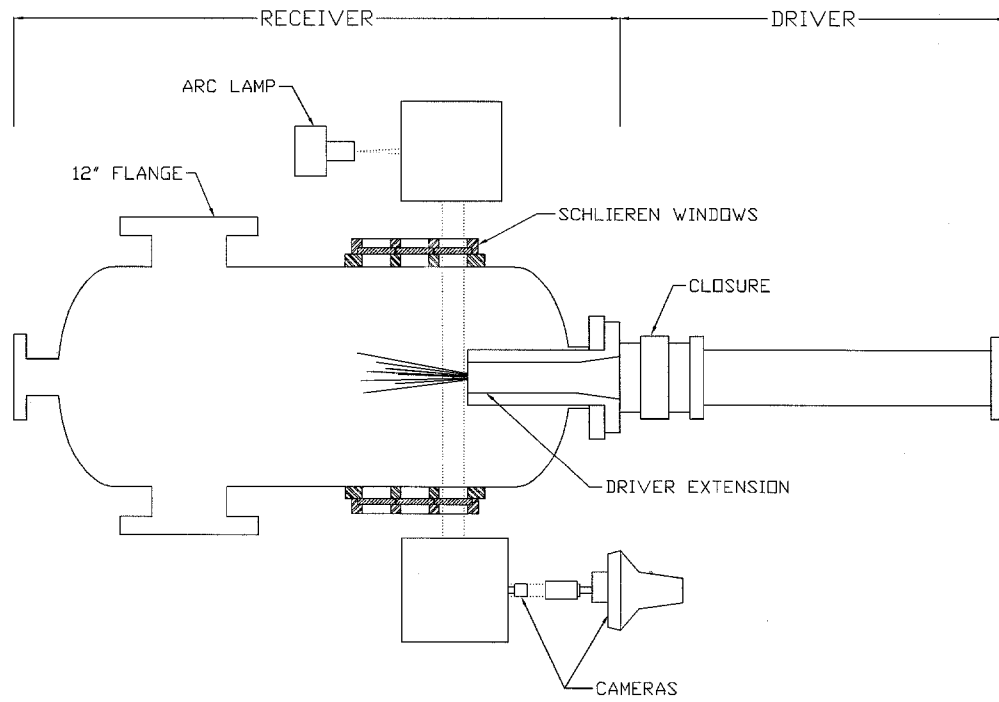 RECEIVER
DRIVER
ARC LAMP
12" FLANGE
SCHLIEREN WINDOWS
CLOSURE
DRIVER EXTENSION
CAMERAS